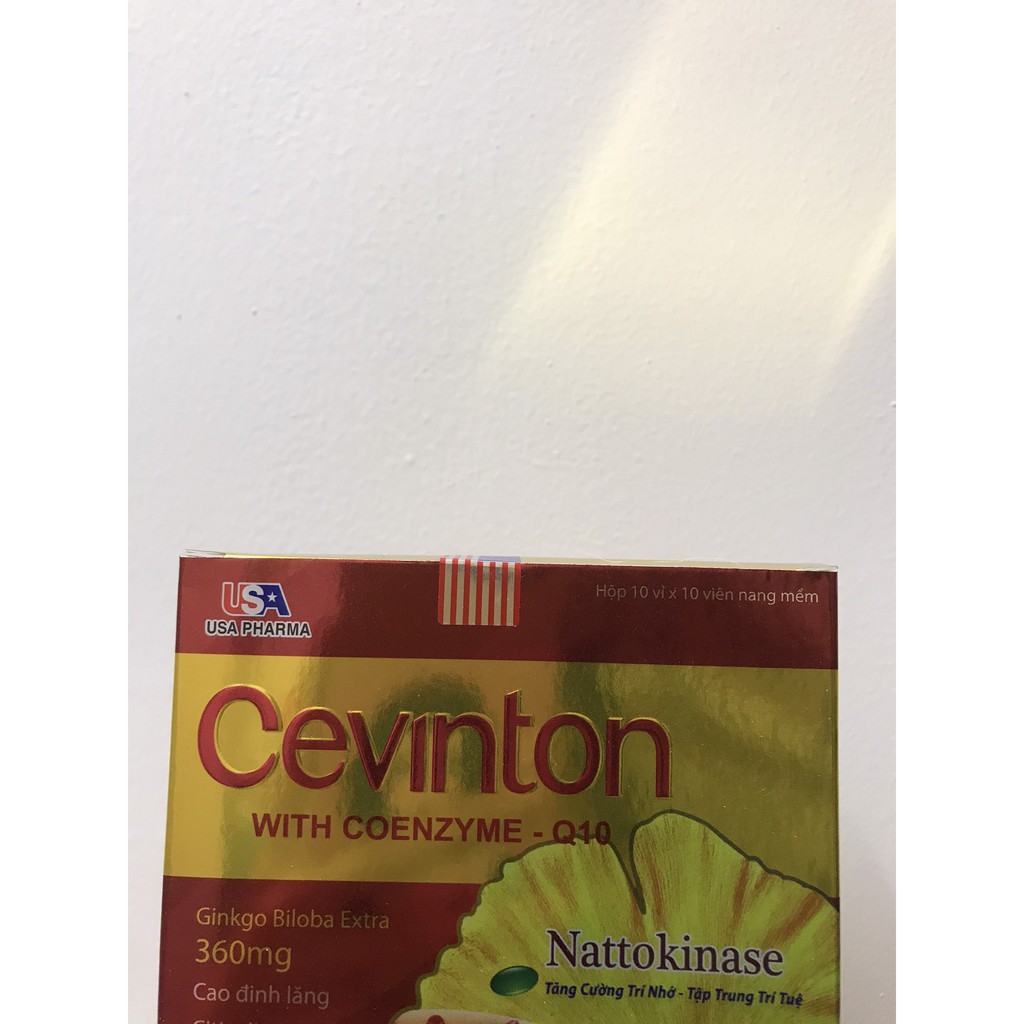 USA
USA PHARMA
Hộp 10 vỉ x 10 viên nang mềm
Cevinton
WITH COENZYME - Q10
Ginkgo Biloba Extra
360mg
Cao đinh lăng
Nattokinase
Tăng Cường Trí Nhớ - Tập Trung Trí Tuệ